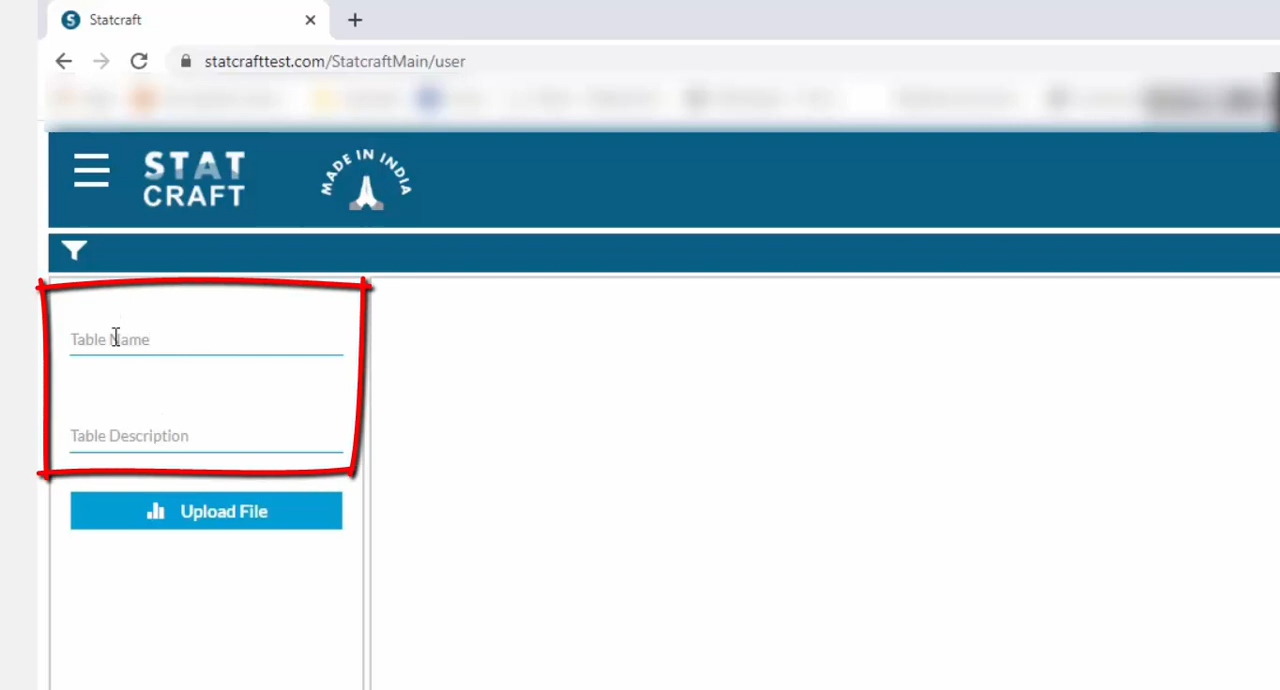 Statcraft
statcrafttest.com/StatcraftMain/user
STAT
CRAFT
MADE IN INDIA
Table Name
Table Description
Upload File